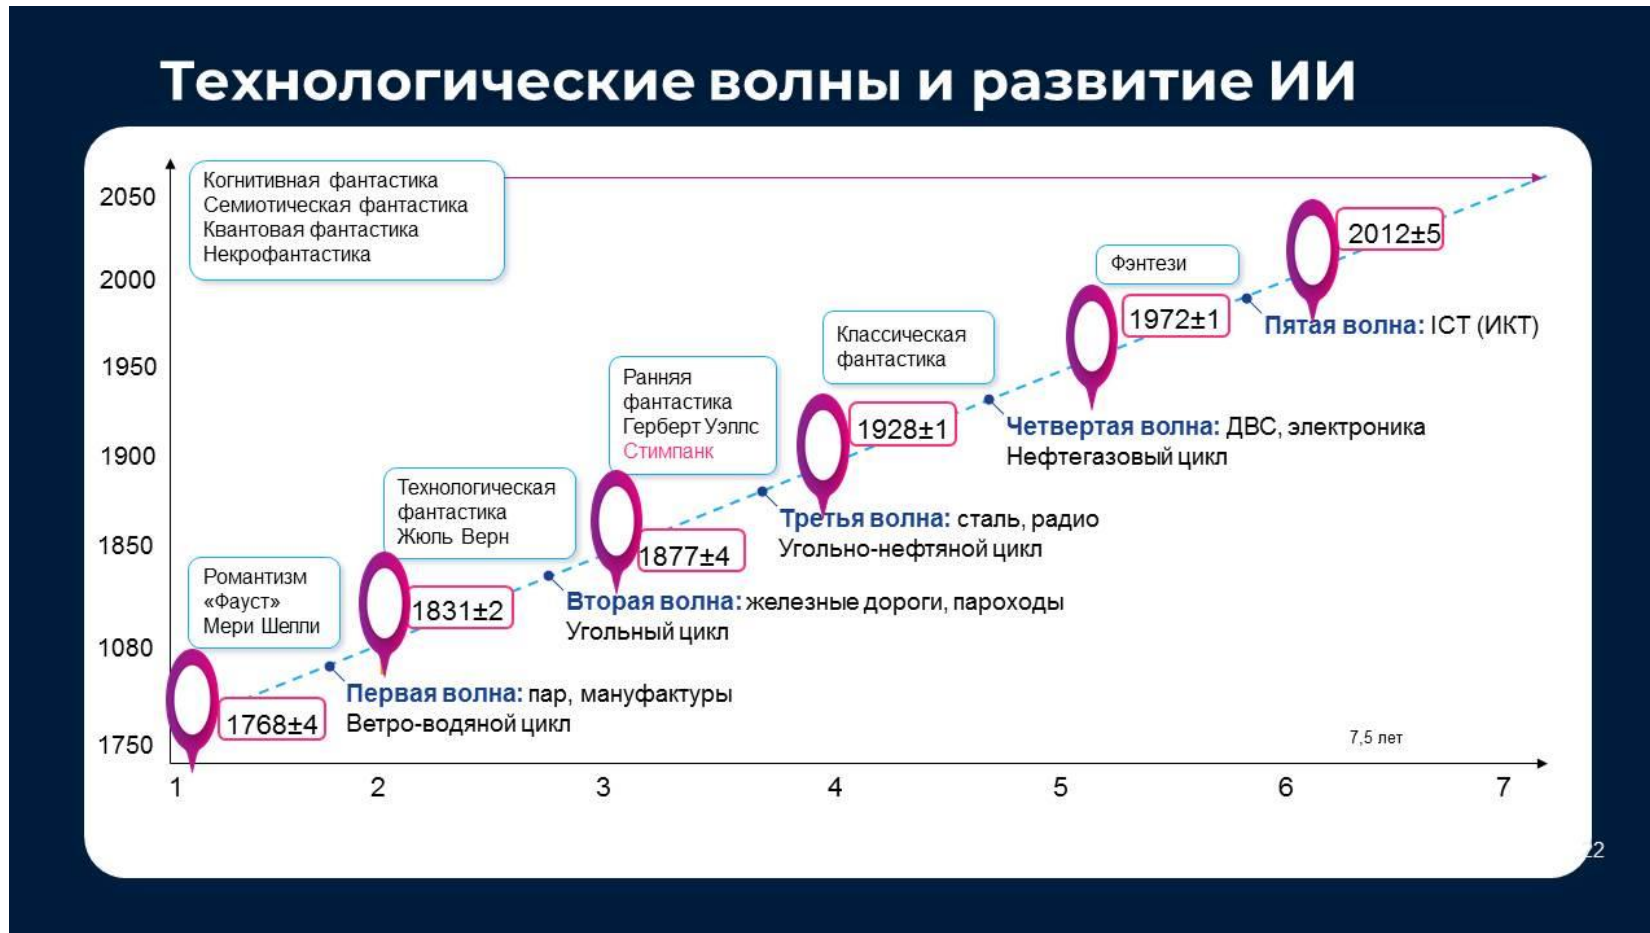 Технологические волны и развитие ИИ
2050
2000
1950
1900
1850
1080
1750
Когнитивная фантастика
Семиотическая фантастика
Квантовая фантастика
Некрофантастика
2012±5
Фэнтези
1972±1
Пятая волна: ICT (ИКТ)
Классическая
фантастика
1928±1
Четвертая волна: ДВС, электроника
Нефтегазовый цикл
Ранняя
фантастика
Герберт Уэллс
Стимпанк
1877±4
Третья волна: сталь, радио
Угольно-нефтяной цикл
Технологическая
фантастика
Жюль Верн
1831±2
Вторая волна: железные дороги, пароходы
Угольный цикл
Романтизм
«Фауст»
Мери Шелли
1768±4
Первая волна: пар, мануфактуры
Ветро-водяной цикл
7,5 лет
1 2 3 4 5 6 7
22